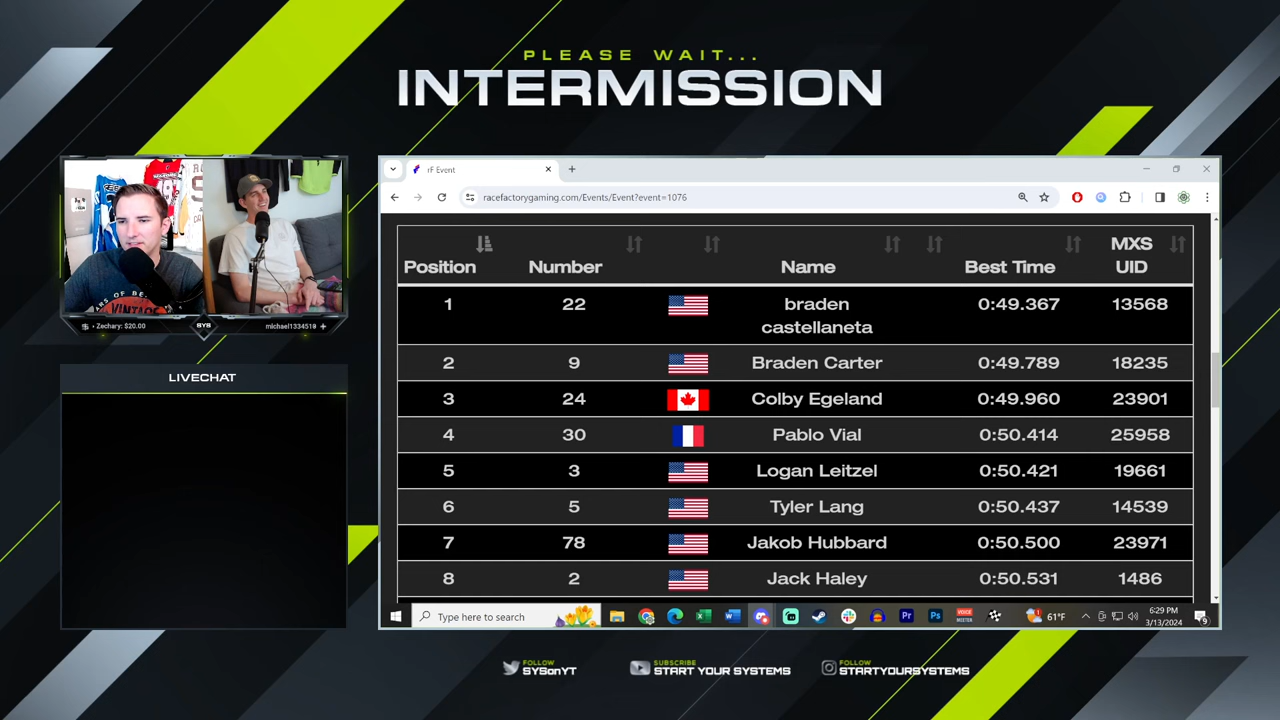 PLEASE WAIT...
INTERMISSION
• Zechary: $20.00
SYS
michael1334519
LIVECHAT
rF Event
racefactorygaming.com/Events/Event?event=1076
Position Number Name Best Time MXS UID
1 22 braden castellaneta 0:49.367 13568
2 9 Braden Carter 0:49.789 18235
3 24 Colby Egeland 0:49.960 23901
4 30 Pablo Vial 0:50.414 25958
5 3 Logan Leitzel 0:50.421 19661
6 5 Tyler Lang 0:50.437 14539
7 78 Jakob Hubbard 0:50.500 23971
8 2 Jack Haley 0:50.531 1486
Type here to search
61°F
6:29 PM
3/13/2024
FOLLOW
SYSonYT
SUBSCRIBE
START YOUR SYSTEMS
FOLLOW
STARTYOURSYSTEMS